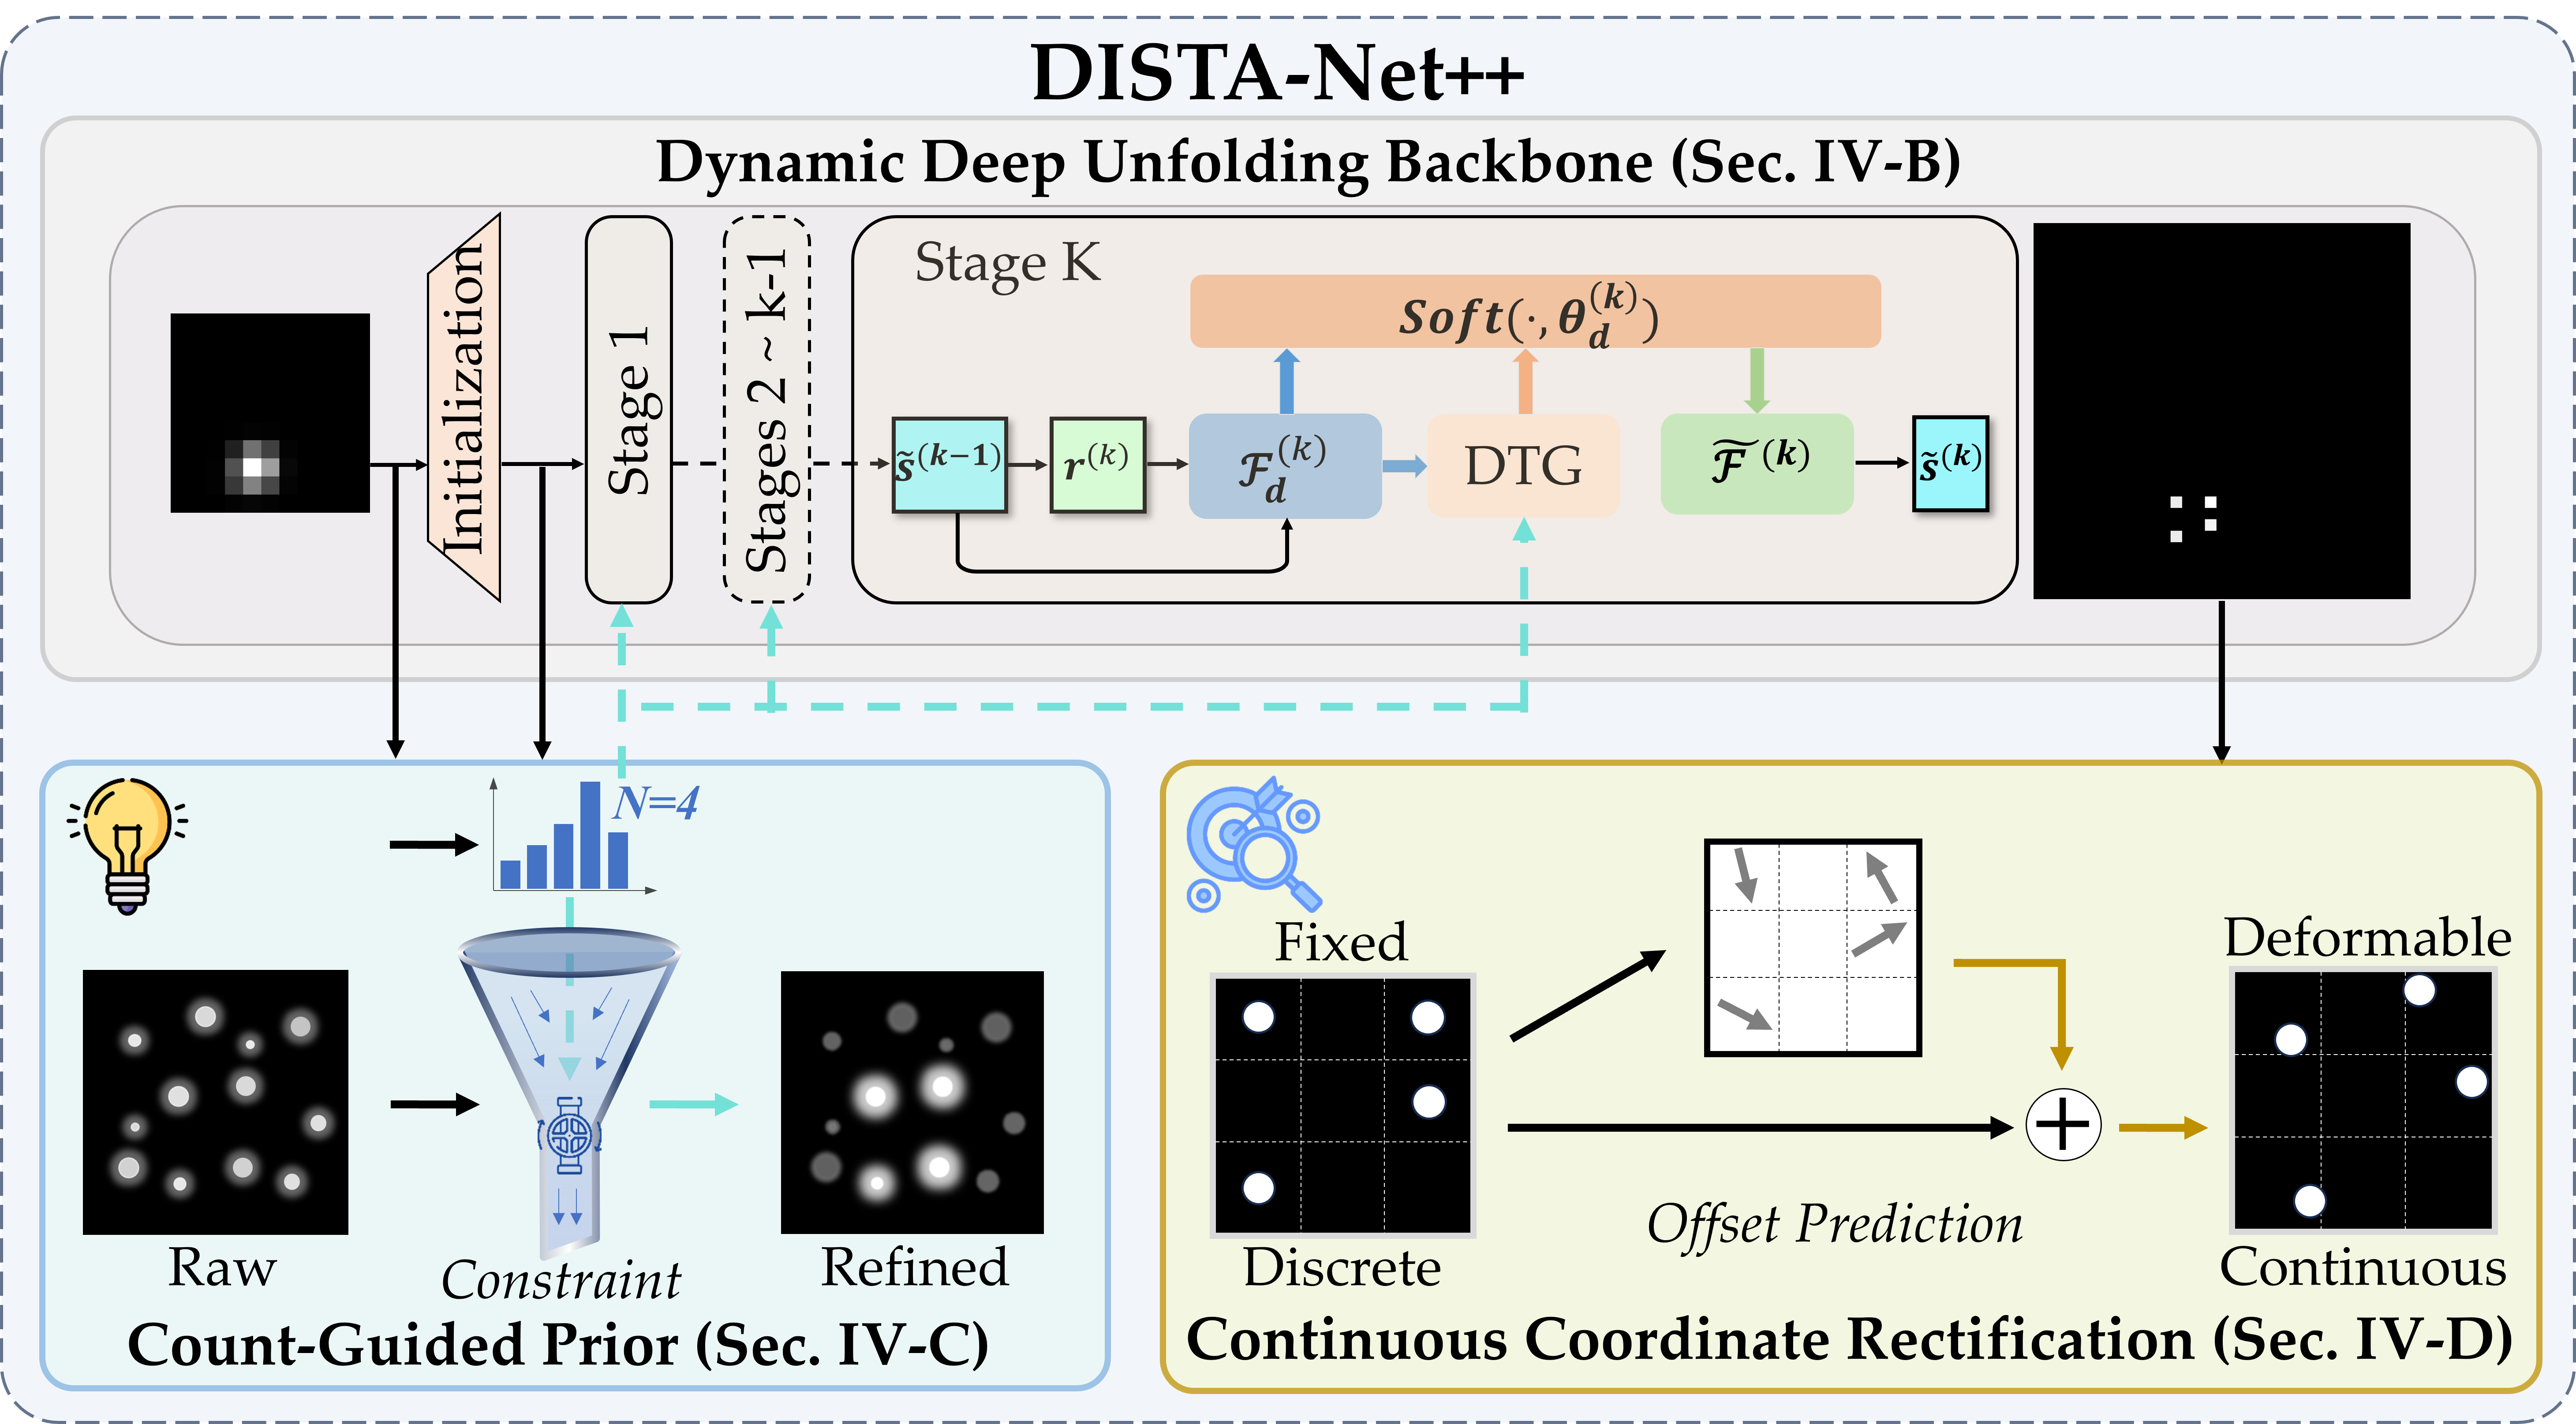 DISTA-Net++
Dynamic Deep Unfolding Backbone (Sec. IV-B)
Initialization
Stage 1
Stages 2 ~ k-1
Stage K
Soft(·, θ_d^(k))
s̃^(k−1)
r^(k)
ℱ_d^(k)
DTG
ℱ̃^(k)
s̃^(k)
N=4
Raw
Constraint
Refined
Count-Guided Prior (Sec. IV-C)
Fixed
Discrete
Offset Prediction
Deformable
Continuous
Continuous Coordinate Rectification (Sec. IV-D)